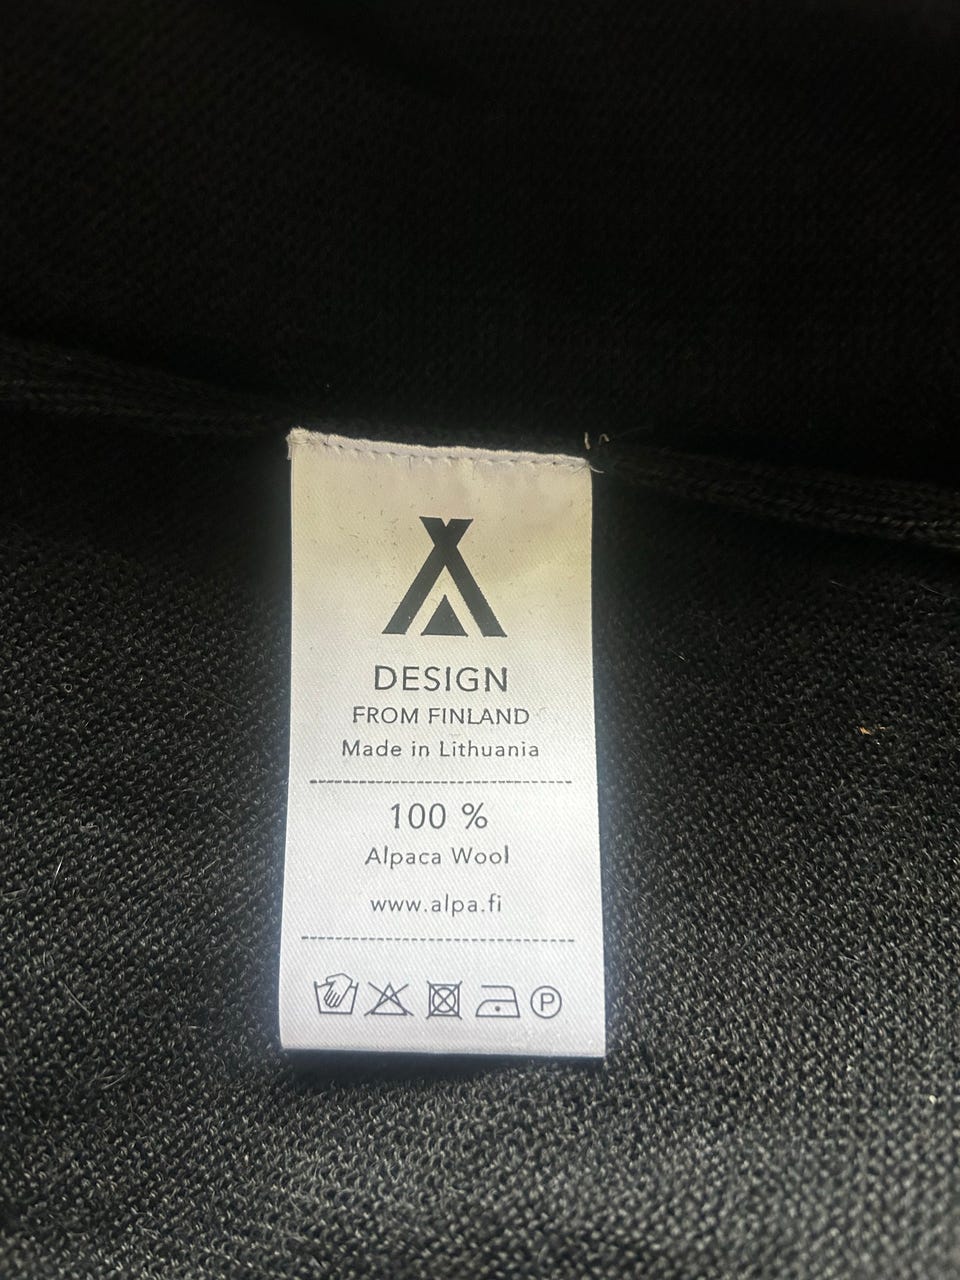 DESIGN
FROM FINLAND
Made in Lithuania
100 %
Alpaca Wool
www.alpa.fi
P